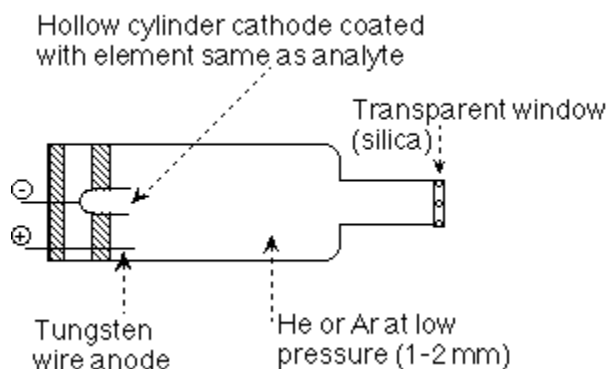 Hollow cylinder cathode coated
with element same as analyte
Transparent window
(silica)
-
+
Tungsten
wire anode
He or Ar at low
pressure (1-2 mm)